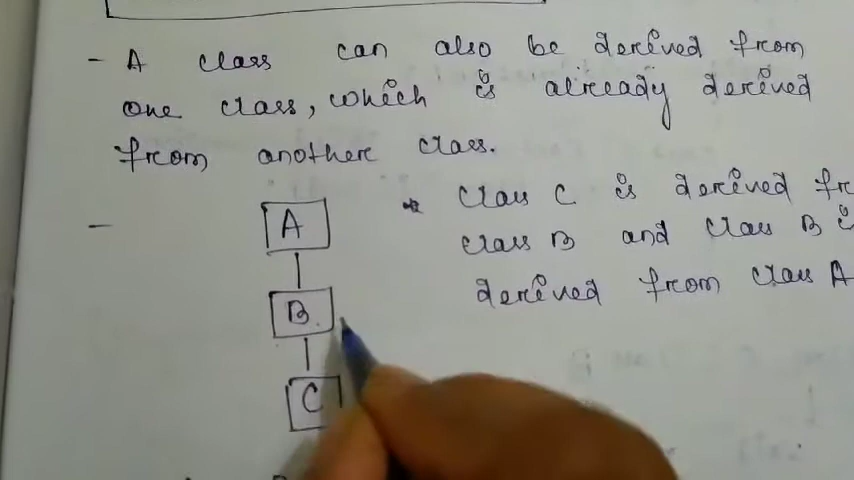 - A class can also be derived from
one class, which is already derived
from another class.
-
* class C is derived
class B and class B is
derived from class A
A
B
C